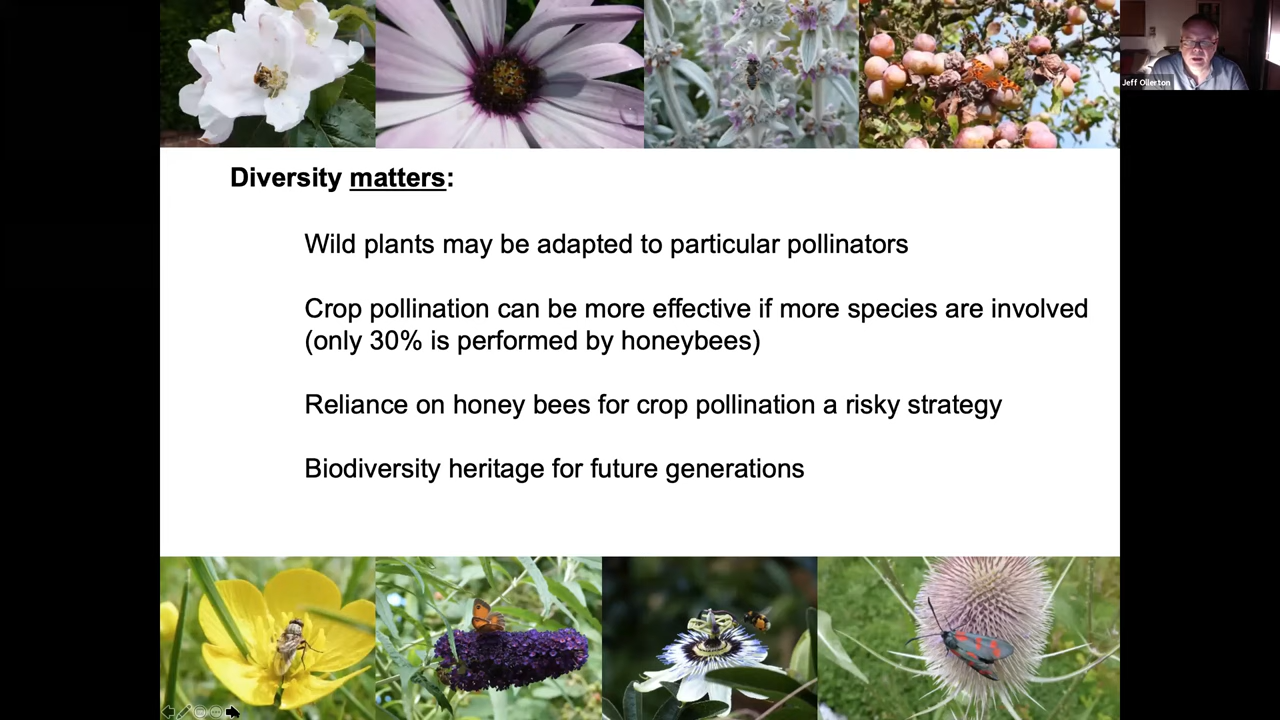 Jeff Ollerton
Diversity matters:
Wild plants may be adapted to particular pollinators
Crop pollination can be more effective if more species are involved
(only 30% is performed by honeybees)
Reliance on honey bees for crop pollination a risky strategy
Biodiversity heritage for future generations